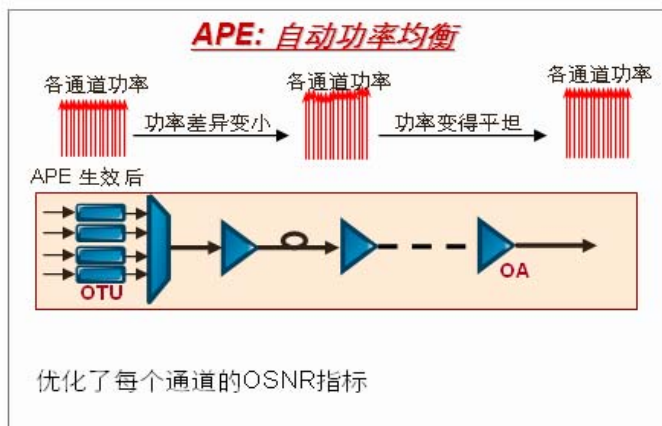 APE: 自动功率均衡
各通道功率
各通道功率
各通道功率
功率差异变小
功率变得平坦
APE 生效后
OTU
OA
优化了每个通道的OSNR指标